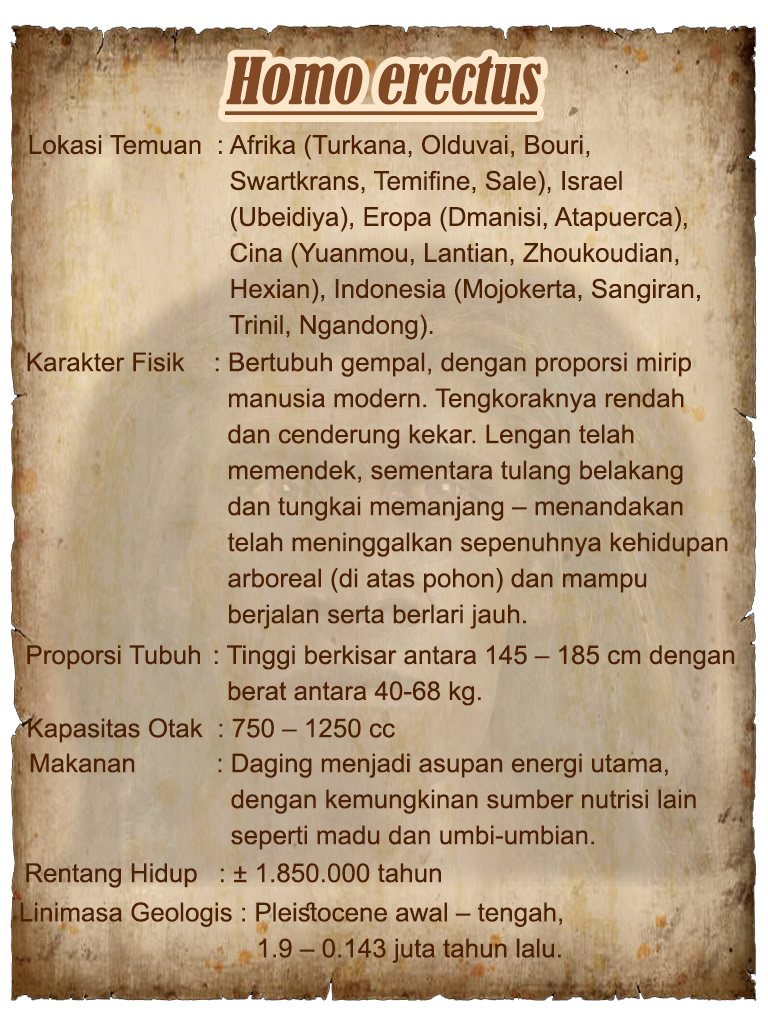 Homo erectus
Lokasi Temuan : Afrika (Turkana, Olduvai, Bouri,
Swartkrans, Temifine, Sale), Israel
(Ubeidiya), Eropa (Dmanisi, Atapuerca),
Cina (Yuanmou, Lantian, Zhoukoudian,
Hexian), Indonesia (Mojokerta, Sangiran,
Trinil, Ngandong).
Karakter Fisik : Bertubuh gempal, dengan proporsi mirip
manusia modern. Tengkoraknya rendah
dan cenderung kekar. Lengan telah
memendek, sementara tulang belakang
dan tungkai memanjang – menandakan
telah meninggalkan sepenuhnya kehidupan
arboreal (di atas pohon) dan mampu
berjalan serta berlari jauh.
Proporsi Tubuh : Tinggi berkisar antara 145 – 185 cm dengan
berat antara 40-68 kg.
Kapasitas Otak : 750 – 1250 cc
Makanan : Daging menjadi asupan energi utama,
dengan kemungkinan sumber nutrisi lain
seperti madu dan umbi-umbian.
Rentang Hidup : ± 1.850.000 tahun
Linimasa Geologis : Pleistocene awal – tengah,
1.9 – 0.143 juta tahun lalu.